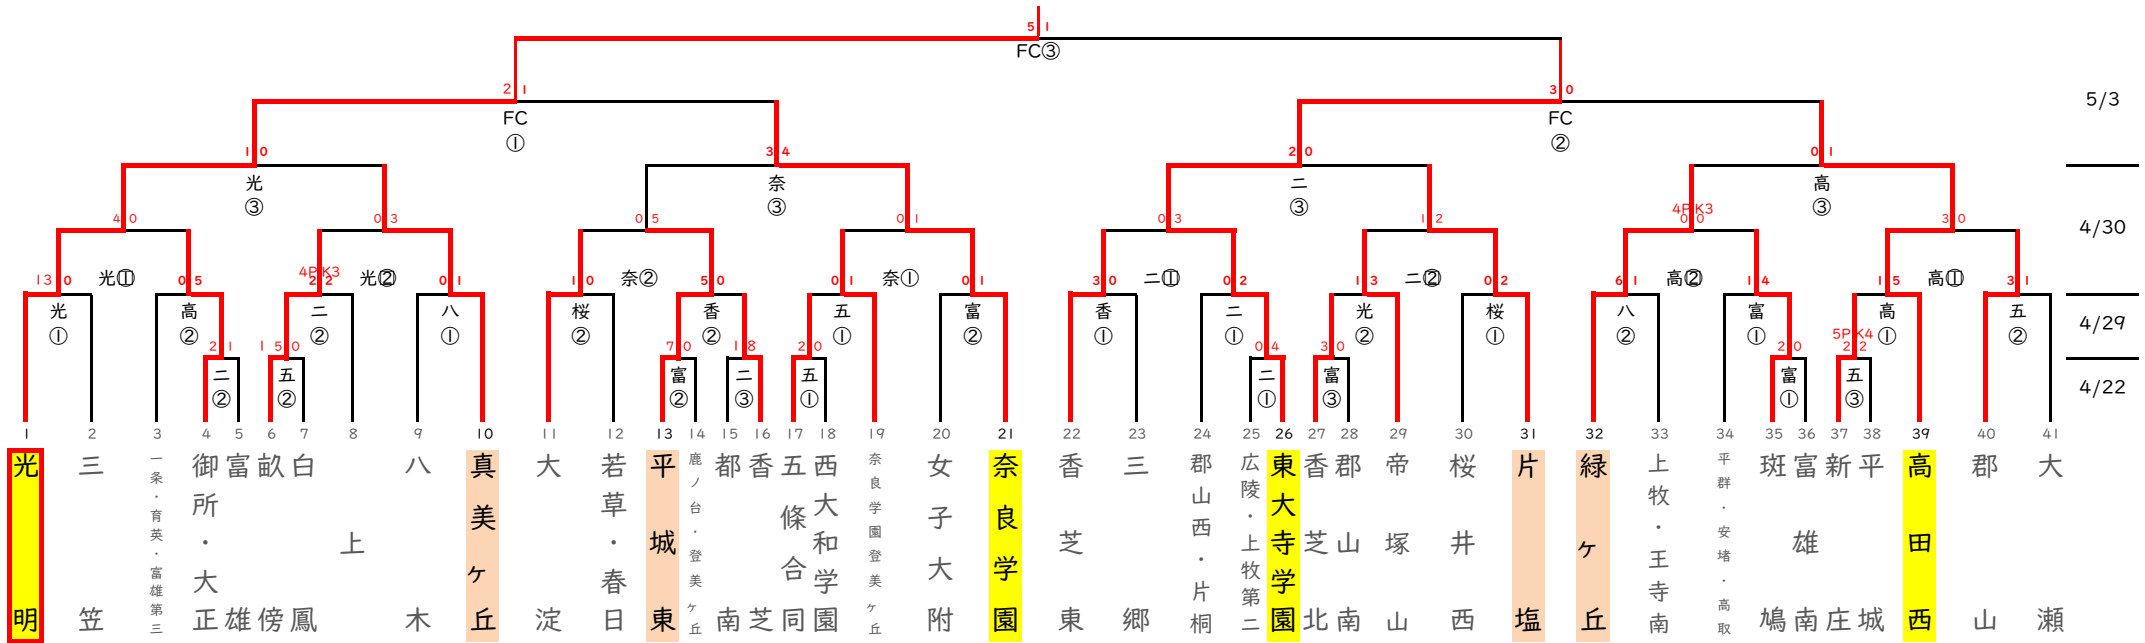 5 1
FC③
2 1
3 0
5/3
FC
①
FC
②
1 0
3 4
2 0
0 1
光
③
奈
③
二
③
高
③
4 0
0 3
0 5
0 1
0 3
1 2
4PK3
0 0
3 0
4/30
13 0
光①
0 5
4PK3
2 2
光②
0 1
1 0
奈②
5 0
0 1
奈①
0 1
3 0
二①
0 2
1 3
二②
0 2
6 1
高②
1 4
1 5
高①
3 1
光
①
高
②
二
②
八
①
桜
②
香
②
五
①
富
②
香
①
二
①
光
②
桜
①
八
②
富
①
高
①
五
②
4/29
2 1
15 0
7 0
1 8
2 0
0 4
3 0
2 0
5PK4
2 2
二
②
五
②
富
②
二
③
五
①
二
①
富
③
富
①
五
③
4/22
1 2 3 4 5 6 7 8 9 10 11 12 13 14 15 16 17 18 19 20 21 22 23 24 25 26 27 28 29 30 31 32 33 34 35 36 37 38 39 40 41
光明
三笠
一条・育英・富雄第三
御所・大正
富雄
畝傍
白鳳
上
八木
真美ヶ丘
大淀
若草・春日
平城東
鹿ノ台・登美ヶ丘
都南
香芝
五條合同
西大和学園
奈良学園登美ヶ丘
女子大附
奈良学園
香芝東
三郷
郡山西・片桐
広陵・上牧第二
東大寺学園
香芝北
郡山南
帝塚山
桜井西
片塩
緑ヶ丘
上牧・王寺南
平群・安堵・高取
斑鳩
富雄南
新庄
平城
高田西
郡山
大瀬